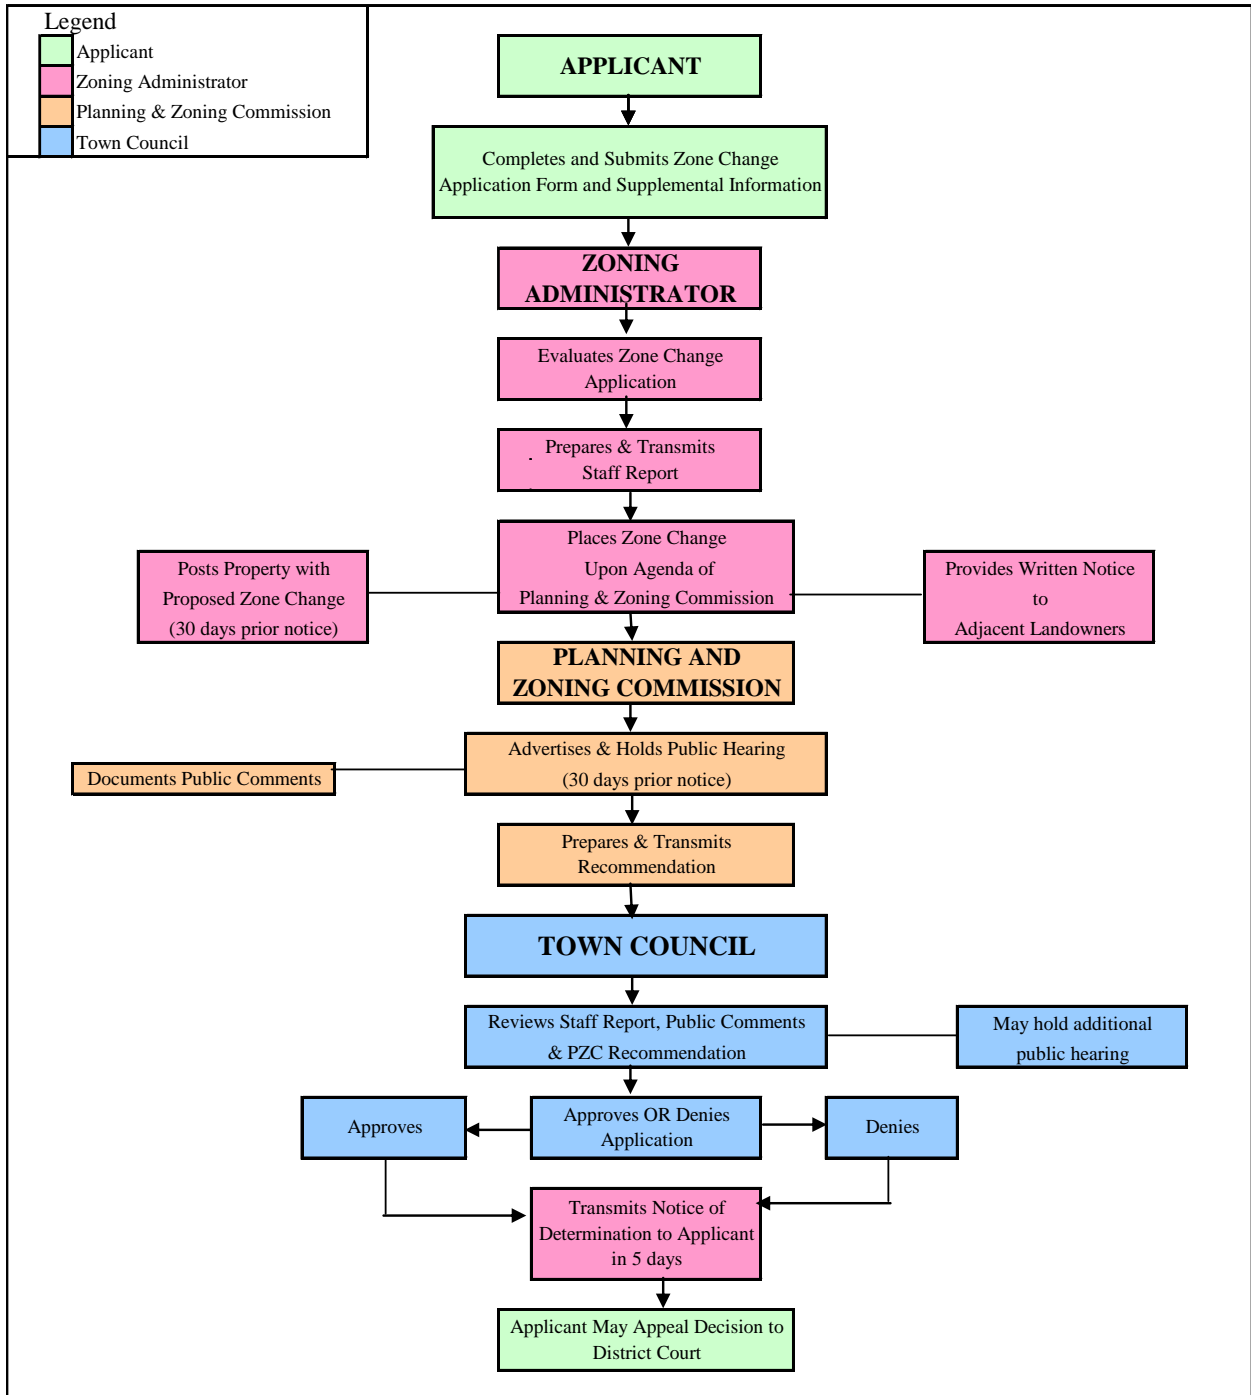 Legend
Applicant
Zoning Administrator
Planning & Zoning Commission
Town Council
APPLICANT
Completes and Submits Zone Change
Application Form and Supplemental Information
ZONING
ADMINISTRATOR
Evaluates Zone Change
Application
Prepares & Transmits
Staff Report
Places Zone Change
Upon Agenda of
Planning & Zoning Commission
Posts Property with
Proposed Zone Change
(30 days prior notice)
Provides Written Notice
to
Adjacent Landowners
PLANNING AND
ZONING COMMISSION
Advertises & Holds Public Hearing
(30 days prior notice)
Documents Public Comments
Prepares & Transmits
Recommendation
TOWN COUNCIL
Reviews Staff Report, Public Comments
& PZC Recommendation
May hold additional
public hearing
Approves
Approves OR Denies
Application
Denies
Transmits Notice of
Determination to Applicant
in 5 days
Applicant May Appeal Decision to
District Court